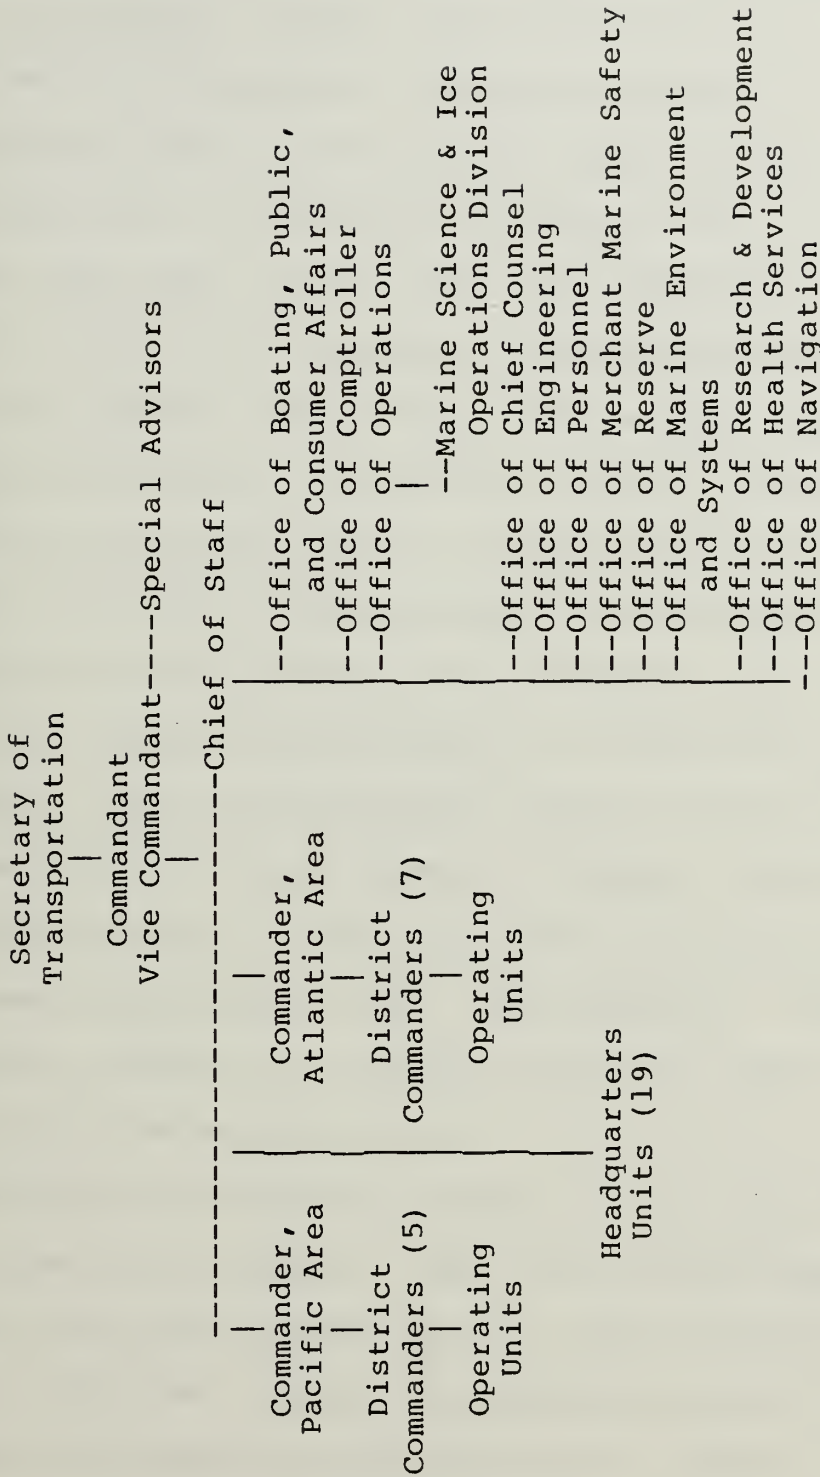 Secretary of
Transportation
Commandant
Vice Commandant----Special Advisors
Chief of Staff
Commander,
Pacific Area
District
Commanders (5)
Operating
Units
Commander,
Atlantic Area
District
Commanders (7)
Operating
Units
Headquarters
Units (19)
--Office of Boating, Public,
and Consumer Affairs
--Office of Comptroller
--Office of Operations
--Marine Science & Ice
Operations Division
--Office of Chief Counsel
--Office of Engineering
--Office of Personnel
--Office of Merchant Marine Safety
--Office of Reserve
--Office of Marine Environment
and Systems
--Office of Research & Development
--Office of Health Services
---Office of Navigation